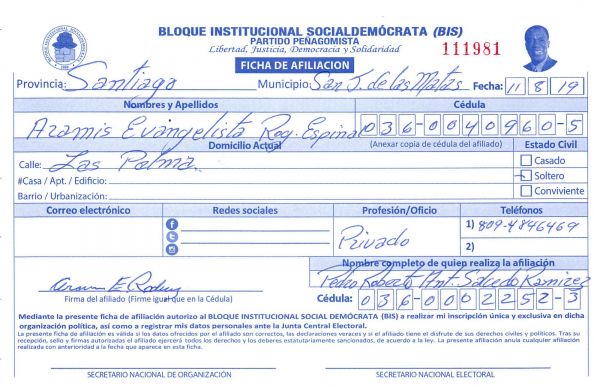 BLOQUE INSTITUCIONAL SOCIALDEMÓCRATA (BIS)
PARTIDO PEÑAGOMISTA
Libertad, Justicia, Democracia y Solidaridad
111981
FICHA DE AFILIACION
Provincia: Santiago Municipio: San J. de las Matas Fecha: 11 8 19
Nombres y Apellidos Cédula
Aramis Evangelista Rog. Espinal 036-0040960-5
Domicilio Actual (Anexar copia de cédula del afiliado) Estado Civil
Calle: Las Palma Casado
#Casa / Apt. / Edificio: Soltero
Barrio / Urbanización: Conviviente
Correo electrónico Redes sociales Profesión/Oficio Teléfonos
Privado 1) 809-4846469
2)
Nombre completo de quien realiza la afiliación
Pedro Roberto Ant. Salcedo Ramirez
Firma del afiliado (Firme igual que en la Cédula) Cédula: 036-0002252-3
Mediante la presente ficha de afiliación autorizo al BLOQUE INSTITUCIONAL SOCIAL DEMÓCRATA (BIS) a realizar mi inscripción única y exclusiva en dicha
organización política, así como a registrar mis datos personales ante la Junta Central Electoral.
La presente ficha de afiliación es válida si los datos ofrecidos por el afiliado son correctos, las declaraciones veraces y si el afiliado tiene el disfrute de sus derechos civiles y políticos. Tras su
recepción, sello y firmas autorizadas el afiliado ejercerá todos los derechos y los deberes estatutariamente sancionados, de acuerdo a la ley. La presente afiliación anula cualquier afiliación
realizada con anterioridad a la fecha que aparece en esta ficha.
SECRETARIO NACIONAL DE ORGANIZACIÓN SECRETARIO NACIONAL ELECTORAL